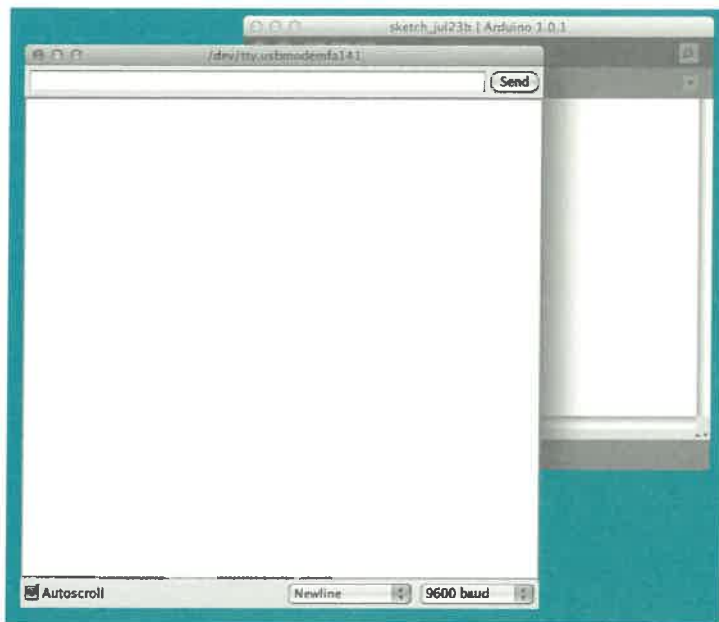 sketch_jul23b | Arduino 1.0.1
/dev/tty.usbmodemfa141
Send
Autoscroll
Newline
9600 baud